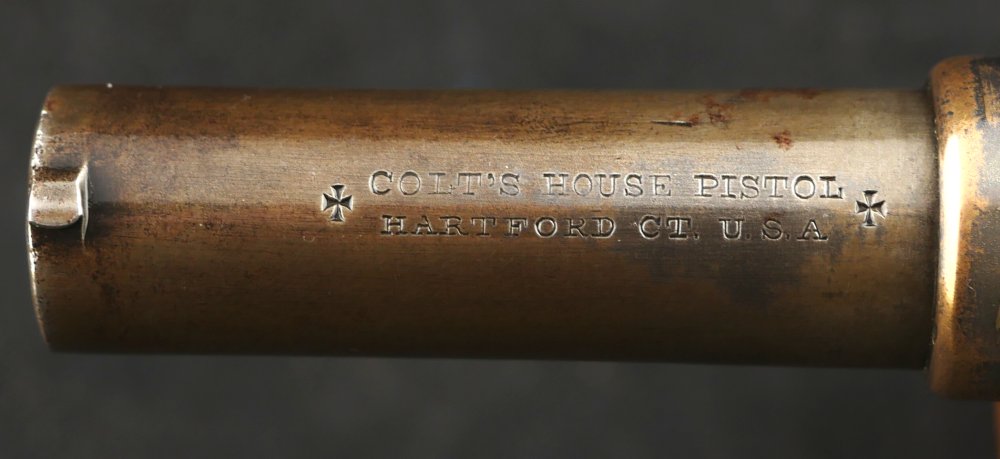 COLT'S HOUSE PISTOL
HARTFORD CT. U.S.A